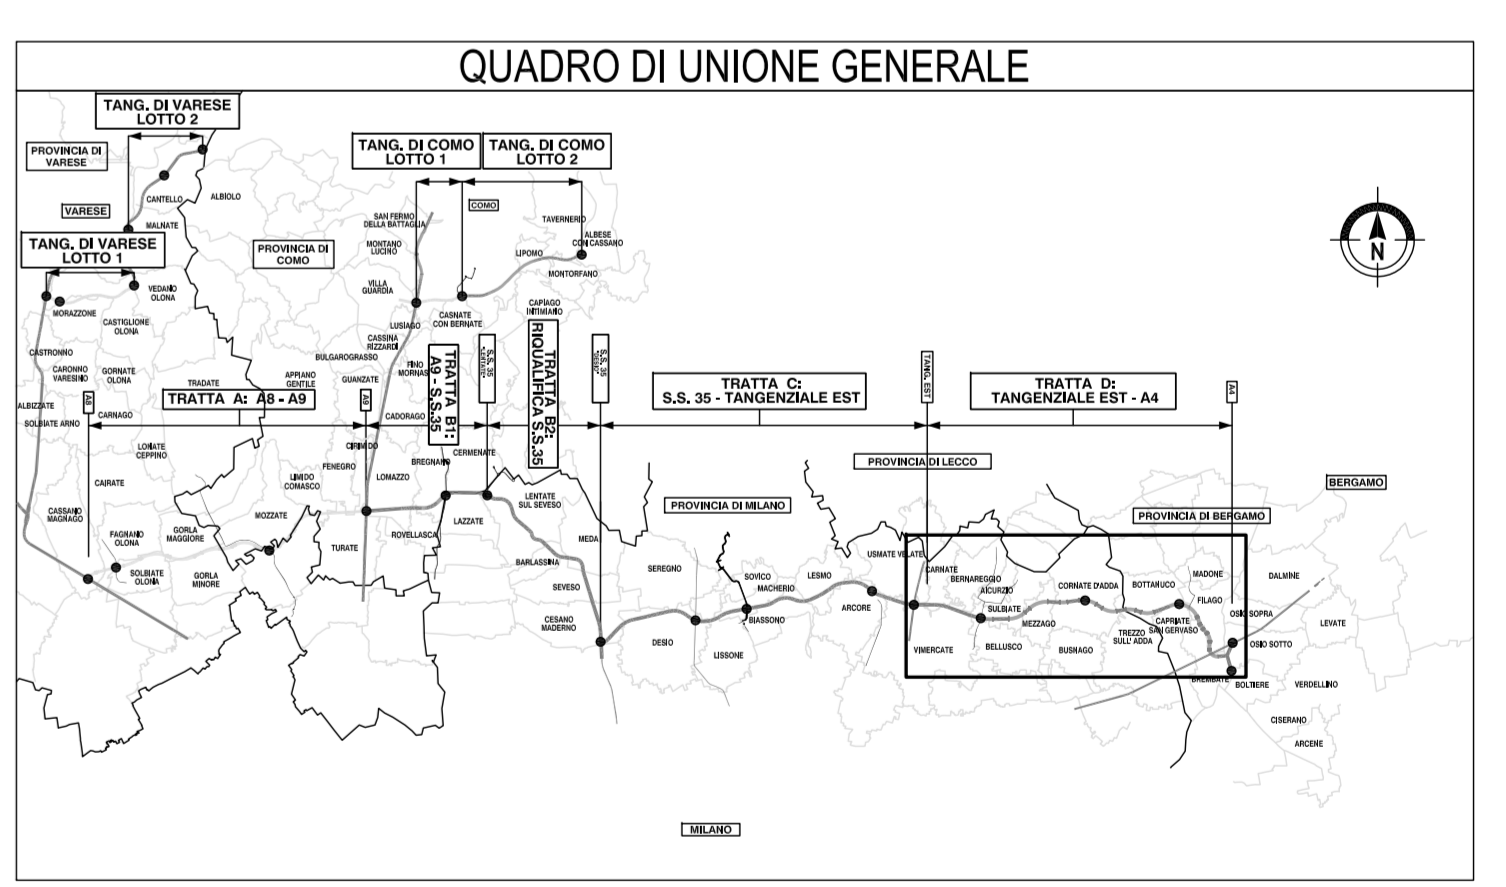 QUADRO DI UNIONE GENERALE
TANG. DI VARESE
LOTTO 2
PROVINCIA DI
VARESE
CANTELLO
ALBIOLO
VARESE
MALNATE
TANG. DI VARESE
LOTTO 1
VEDANO
OLONA
MORAZZONE
CASTIGLIONE
OLONA
CASTRONNO
CARONNO
VARESINO
GORNATE
OLONA
TRADATE
ALBIZZATE
CARNAGO
SOLBIATE ARNO
LONATE
CEPPINO
CAIRATE
CASSANO
MAGNAGO
FAGNANO
OLONA
GORLA
MAGGIORE
SOLBIATE
OLONA
GORLA
MINORE
MOZZATE
LIMIDO
COMASCO
FENEGRO
CIRIMIDO
TURATE
TANG. DI COMO
LOTTO 1
TANG. DI COMO
LOTTO 2
COMO
SAN FERMO
DELLA BATTAGLIA
MONTANO
LUCINO
PROVINCIA DI
COMO
VILLA
GUARDIA
TAVERNERIO
ALBESE
CON CASSANO
LIPOMO
MONTORFANO
CAPIAGO
INTIMIANO
CASNATE
CON BERNATE
LUSIAGO
CASSINA
RIZZARDI
BULGAROGRASSO
FINO
MORNAS
APPIANO
GENTILE
GUANZATE
CADORAGO
LOMAZZO
BREGNANO
CERMENATE
ROVELLASCA
LAZZATE
LENTATE
SUL SEVESO
A8
TRATTA A: A8 - A9
A9
TRATTA B1:
A9 - S.S.35
S.S. 35
"LENTATE"
TRATTA B2:
RIQUALIFICA S.S.35
S.S. 35
"DESIO"
TRATTA C:
S.S. 35 - TANGENZIALE EST
TANG. EST
TRATTA D:
TANGENZIALE EST - A4
A4
N
PROVINCIA DI LECCO
PROVINCIA DI MILANO
BERGAMO
PROVINCIA DI BERGAMO
MEDA
BARLASSINA
SEVESO
CESANO
MADERNO
SEREGNO
DESIO
LISSONE
SOVICO
MACHERIO
BIASSONO
LESMO
ARCORE
USMATE VELATE
CARNATE
BERNAREGGIO
AICURZIO
SULBIATE
MEZZAGO
VIMERCATE
BELLUSCO
BUSNAGO
CORNATE D'ADDA
BOTTANUCO
TREZZO
SULL' ADDA
CAPRIATE
SAN GERVASO
MADONE
FILAGO
DALMINE
OSIO SOPRA
OSIO SOTTO
LEVATE
BREMBATE
BOLTIERE
VERDELLINO
CISERANO
ARCENE
MILANO